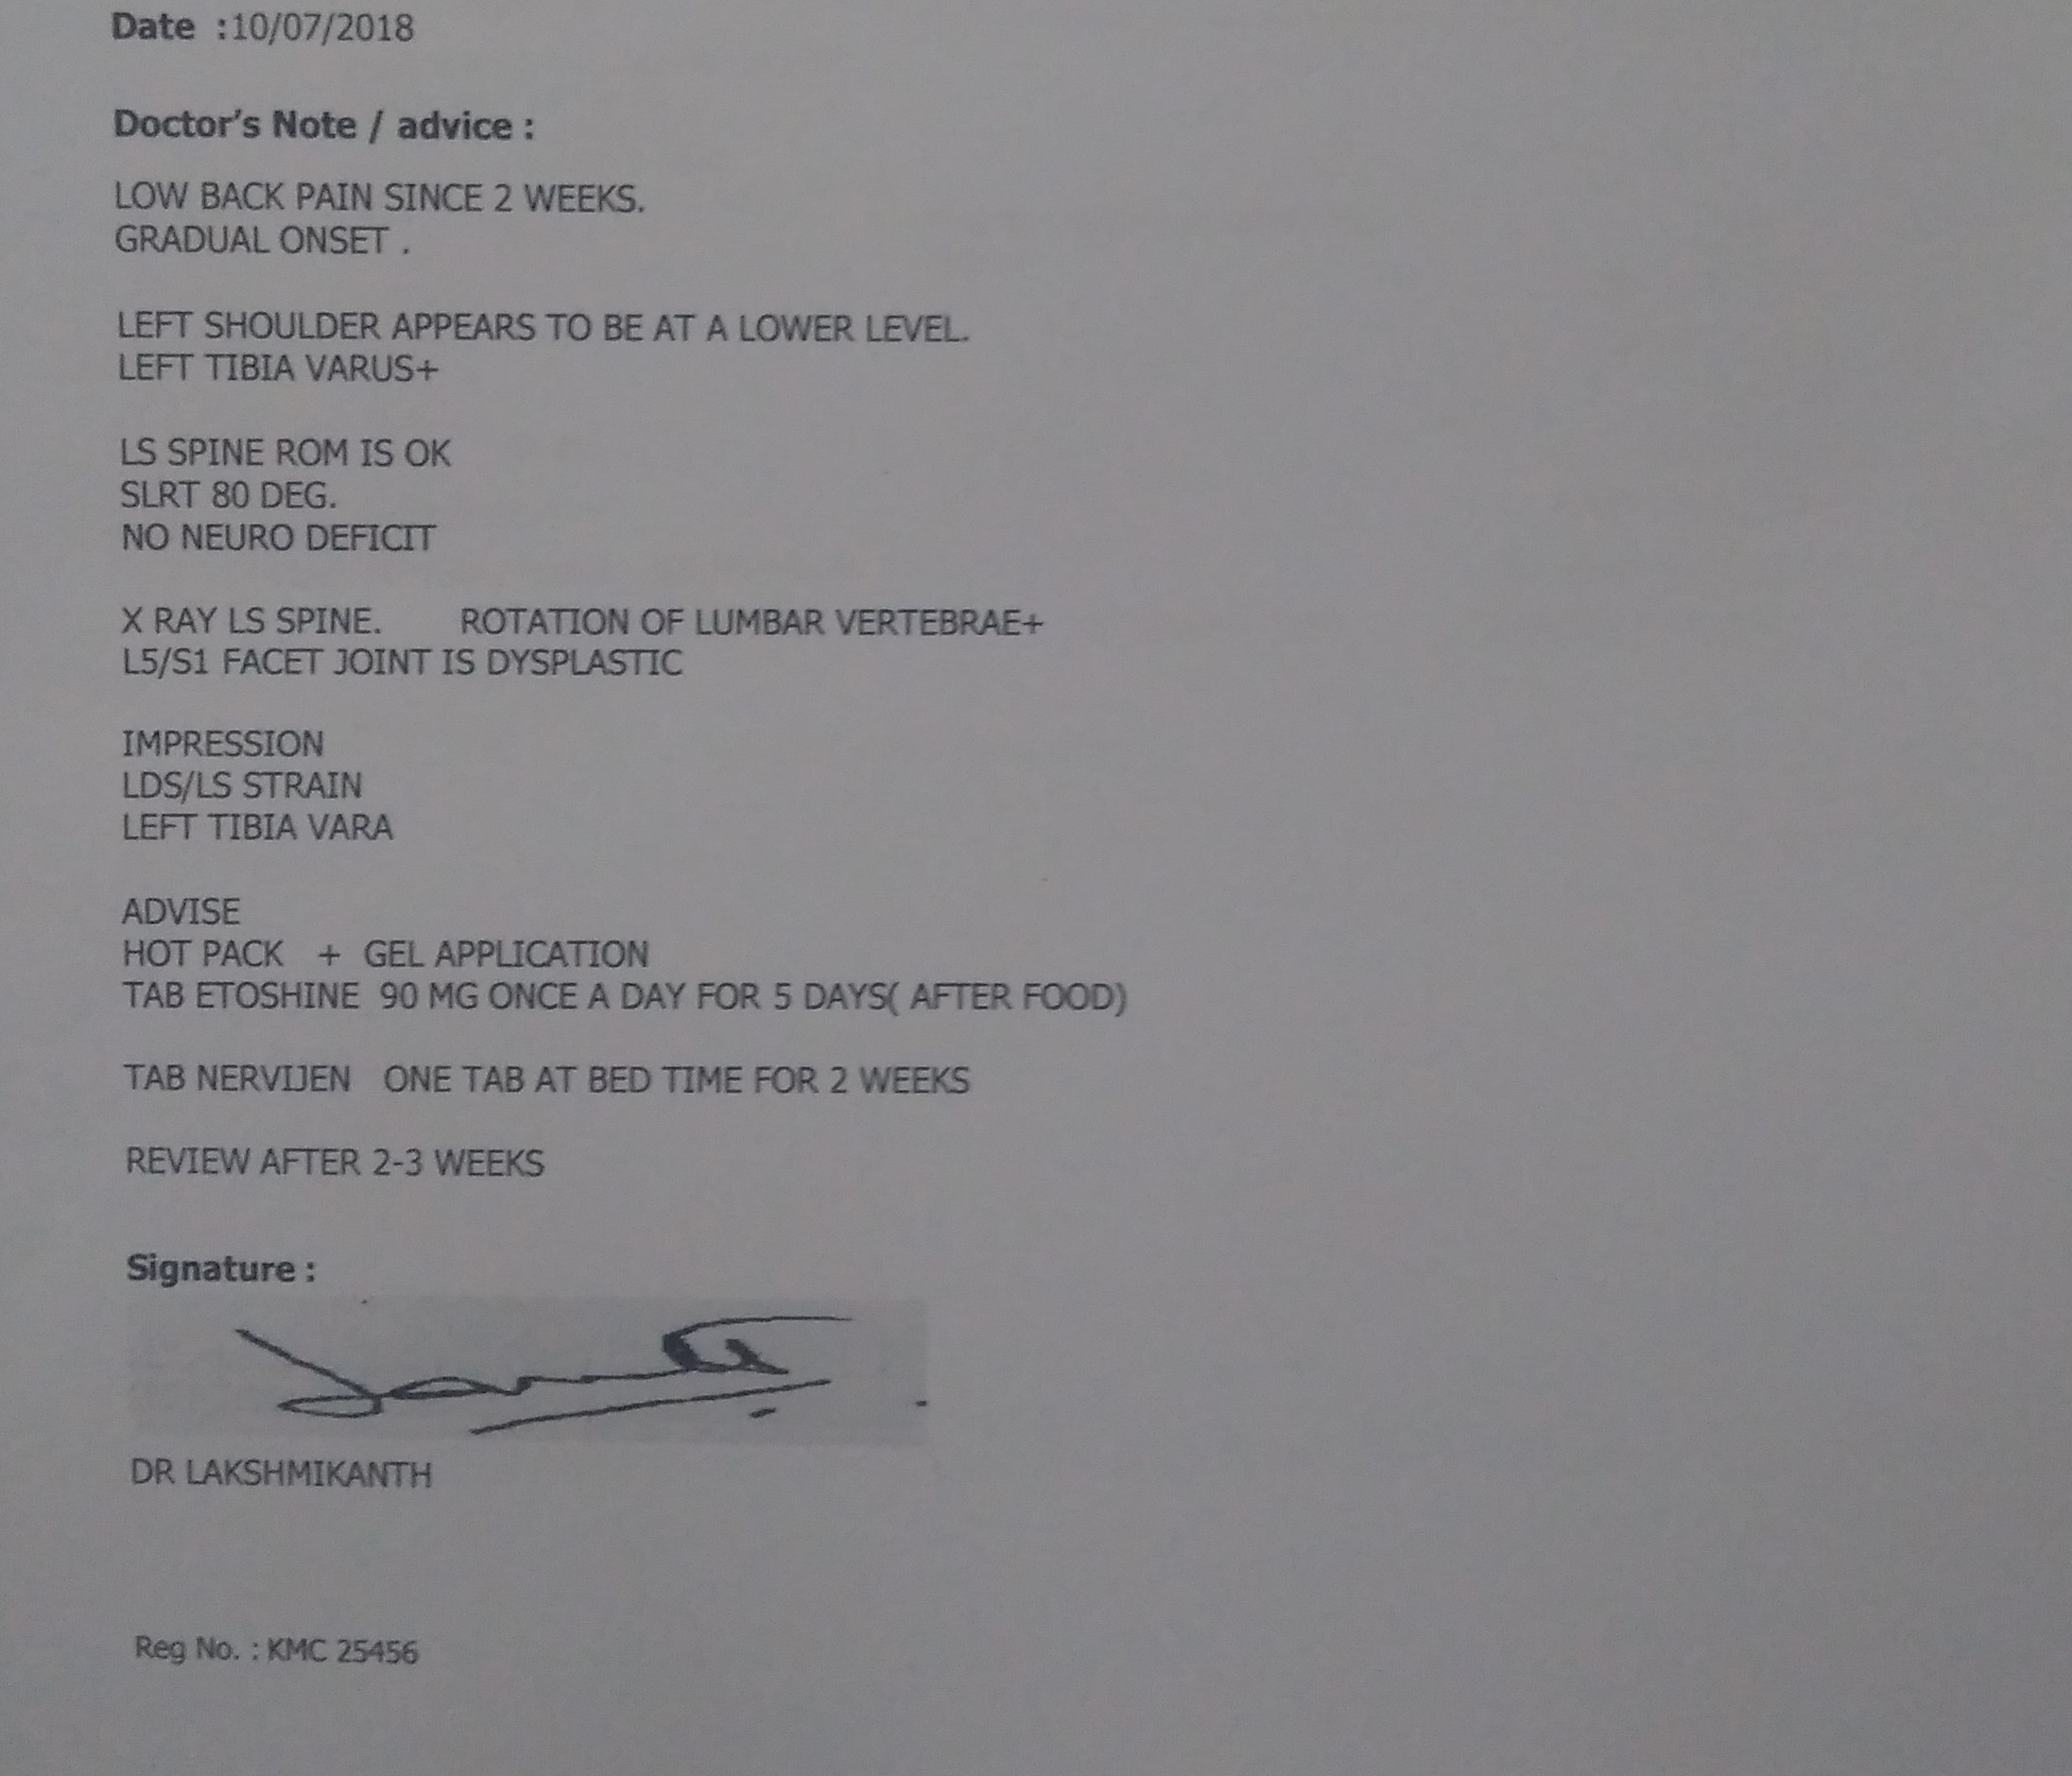 Date :10/07/2018
Doctor's Note / advice :
LOW BACK PAIN SINCE 2 WEEKS.
GRADUAL ONSET .
LEFT SHOULDER APPEARS TO BE AT A LOWER LEVEL.
LEFT TIBIA VARUS+
LS SPINE ROM IS OK
SLRT 80 DEG.
NO NEURO DEFICIT
X RAY LS SPINE. ROTATION OF LUMBAR VERTEBRAE+
L5/S1 FACET JOINT IS DYSPLASTIC
IMPRESSION
LDS/LS STRAIN
LEFT TIBIA VARA
ADVISE
HOT PACK + GEL APPLICATION
TAB ETOSHINE 90 MG ONCE A DAY FOR 5 DAYS( AFTER FOOD)
TAB NERVIJEN ONE TAB AT BED TIME FOR 2 WEEKS
REVIEW AFTER 2-3 WEEKS
Signature :
DR LAKSHMIKANTH
Reg No. : KMC 25456